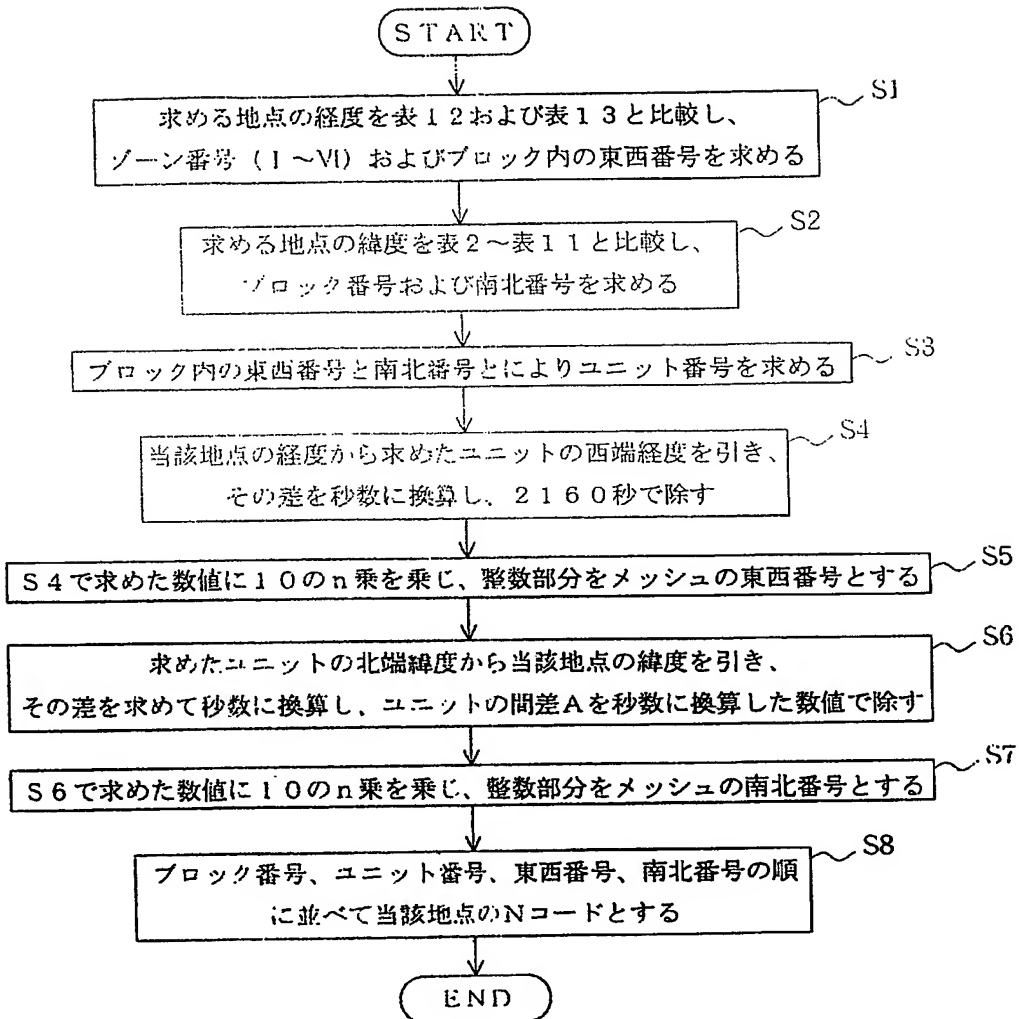 START
S1
求める地点の経度を表12および表13と比較し、
ゾーン番号(I～VI)およびブロック内の東西番号を求める
S2
求める地点の緯度を表2～表11と比較し、
ブロック番号および南北番号を求める
S3
ブロック内の東西番号と南北番号とによりユニット番号を求める
S4
当該地点の経度から求めたユニットの西端経度を引き、
その差を秒数に換算し、2160秒で除す
S5
S4で求めた数値に10のn乗を乗じ、整数部分をメッシュの東西番号とする
S6
求めたユニットの北端緯度から当該地点の緯度を引き、
その差を求めて秒数に換算し、ユニットの間差Aを秒数に換算した数値で除す
S7
S6で求めた数値に10のn乗を乗じ、整数部分をメッシュの南北番号とする
S8
ブロック番号、ユニット番号、東西番号、南北番号の順
に並べて当該地点のNコードとする
END